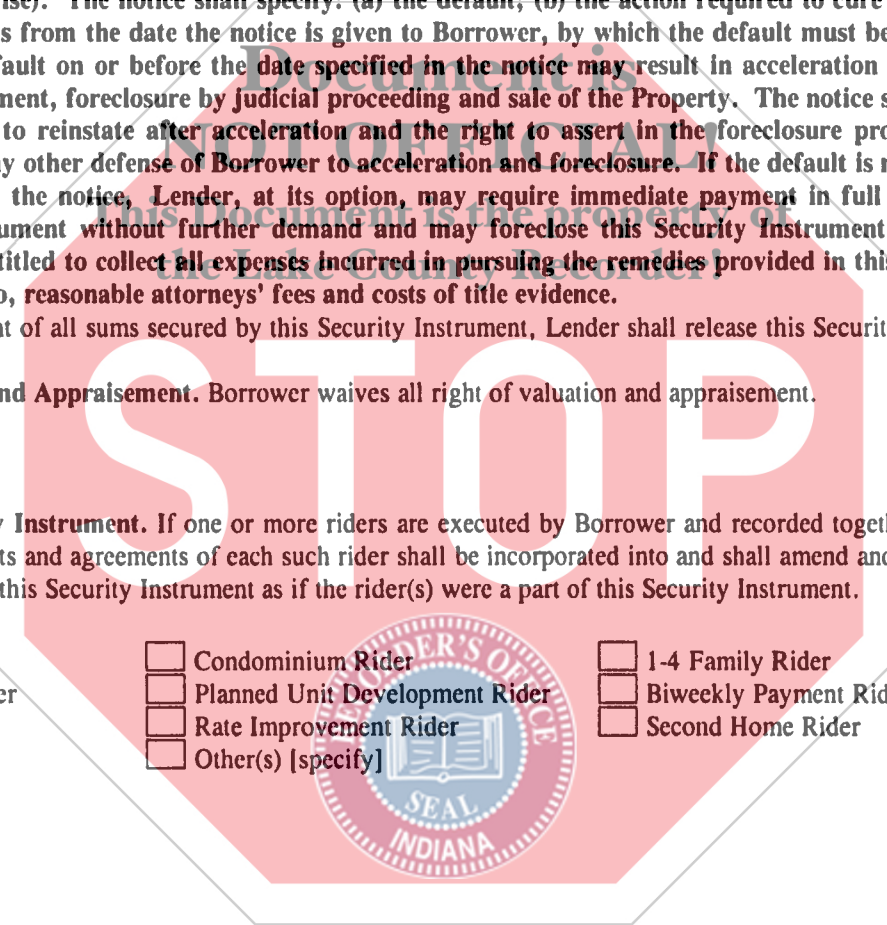 ise). The notice shall specify: (a) the default; (b) the action required to cure
s from the date the notice is given to Borrower, by which the default must be
ault on or before the date specified in the notice may result in acceleration
ment, foreclosure by judicial proceeding and sale of the Property. The notice s
to reinstate after acceleration and the right to assert in the foreclosure pro
y other defense of Borrower to acceleration and foreclosure. If the default is
the notice, Lender, at its option, may require immediate payment in full
ument without further demand and may foreclose this Security Instrument
titled to collect all expenses incurred in pursuing the remedies provided in this
o, reasonable attorneys' fees and costs of title evidence.
nt of all sums secured by this Security Instrument, Lender shall release this Securit
nd Appraisement. Borrower waives all right of valuation and appraisement.
y Instrument. If one or more riders are executed by Borrower and recorded toget
ts and agreements of each such rider shall be incorporated into and shall amend and
this Security Instrument as if the rider(s) were a part of this Security Instrument.
Condominium Rider 1-4 Family Rider
er Planned Unit Development Rider Biweekly Payment Rid
Rate Improvement Rider Second Home Rider
Other(s) [specify]
Document is
NOT OFFICIAL!
This Document is the property of
the Lake County Recorder!
STOP
RECORDER'S OFFICE
SEAL
INDIANA